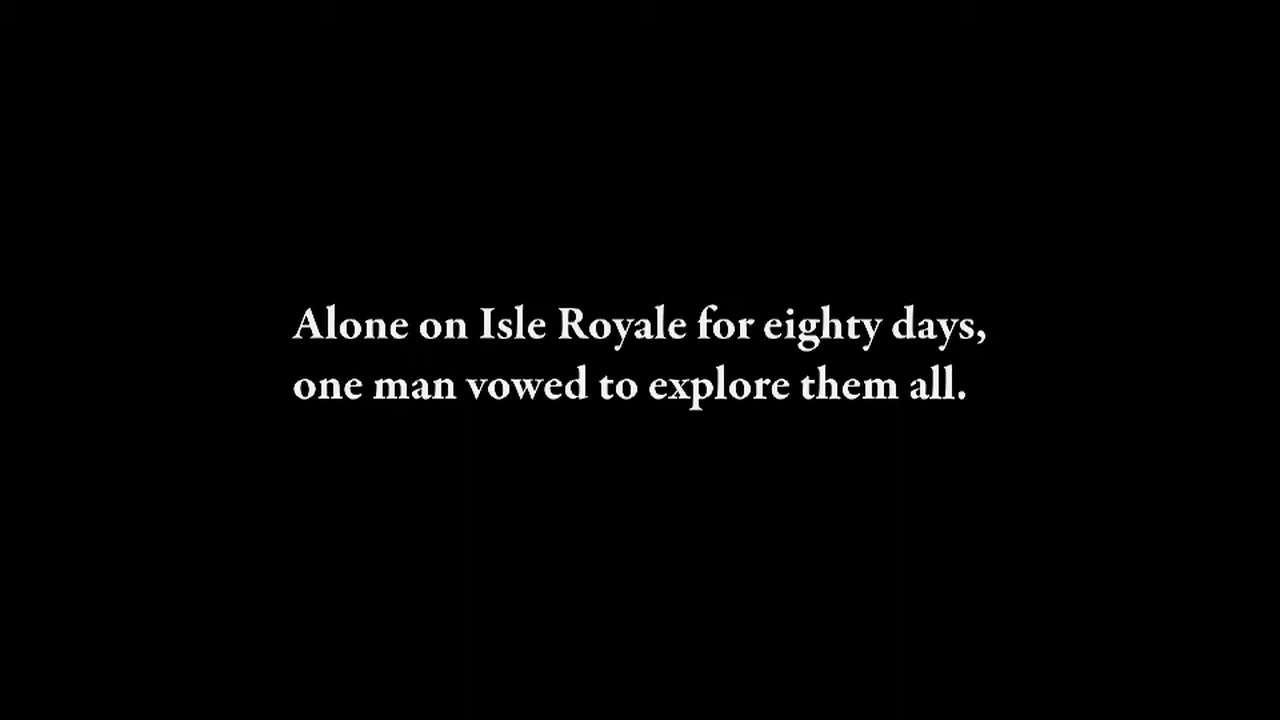 Alone on Isle Royale for eighty days,
one man vowed to explore them all.